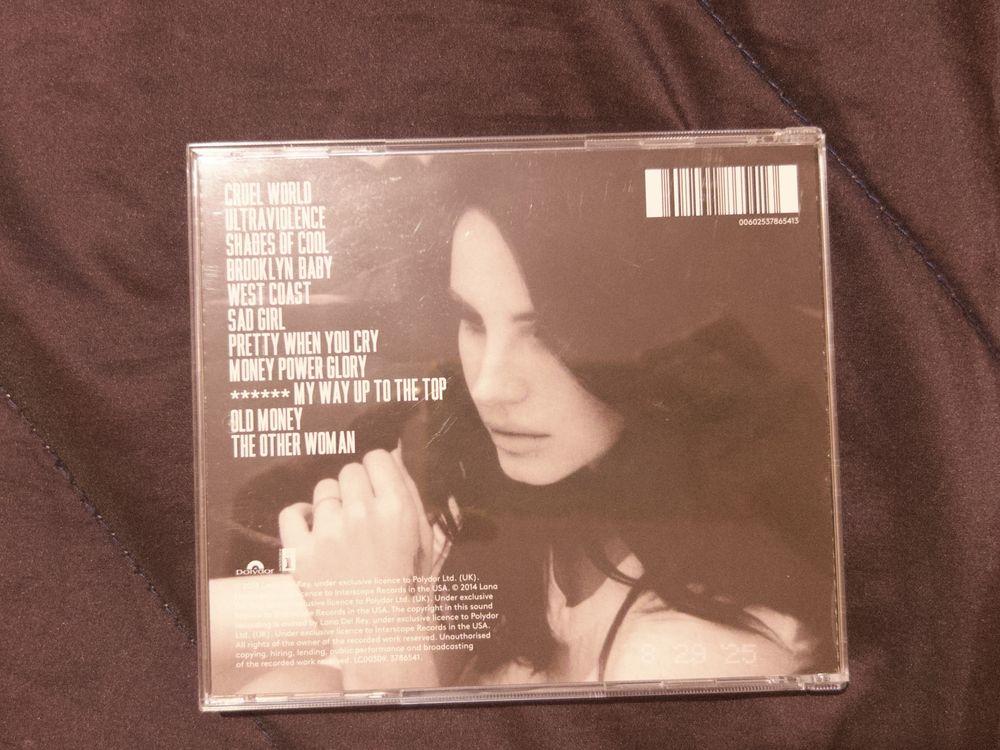 CRUEL WORLD
ULTRAVIOLENCE
SHADES OF COOL
BROOKLYN BABY
WEST COAST
SAD GIRL
PRETTY WHEN YOU CRY
MONEY POWER GLORY
****** MY WAY UP TO THE TOP
OLD MONEY
THE OTHER WOMAN
00602537865413
Polydor
Del Rey, under exclusive licence to Polydor Ltd. (UK).
licence to Interscope Records in the USA. © 2014 Lana
exclusive licence to Polydor Ltd. (UK). Under exclusive
Records in the USA. The copyright in this sound
is owned by Lana Del Rey, under exclusive licence to Polydor
Ltd. (UK). Under exclusive licence to Interscope Records in the USA.
All rights of the owner of the recorded work reserved. Unauthorised
copying, hiring, lending, public performance and broadcasting
of the recorded work reserved. LC00309. 3786541.
8 29 25